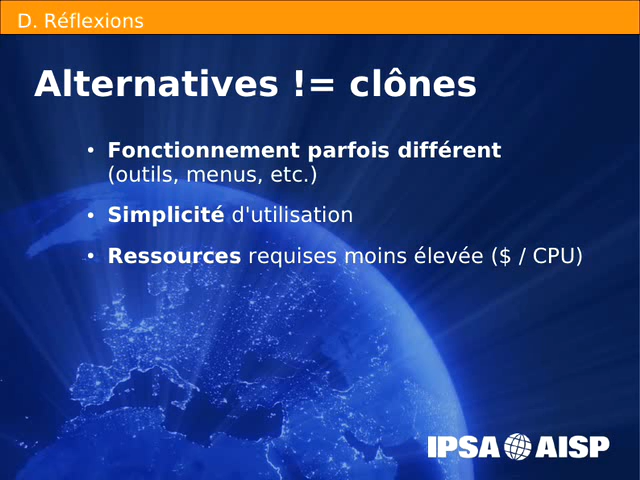 D. Réflexions
Alternatives != clônes
• Fonctionnement parfois différent
(outils, menus, etc.)
• Simplicité d'utilisation
• Ressources requises moins élevée ($ / CPU)
IPSA AISP